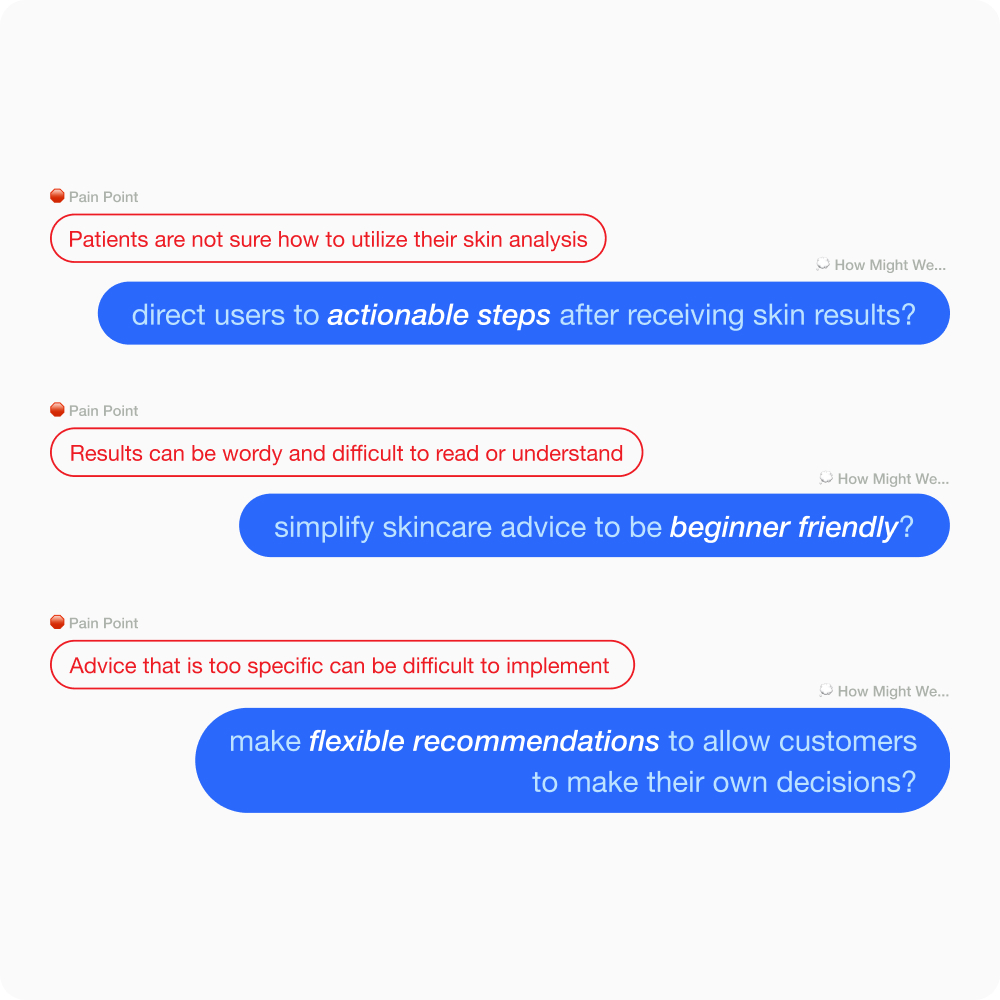 Pain Point
Patients are not sure how to utilize their skin analysis
How Might We...
direct users to actionable steps after receiving skin results?
Pain Point
Results can be wordy and difficult to read or understand
How Might We...
simplify skincare advice to be beginner friendly?
Pain Point
Advice that is too specific can be difficult to implement
How Might We...
make flexible recommendations to allow customers
to make their own decisions?